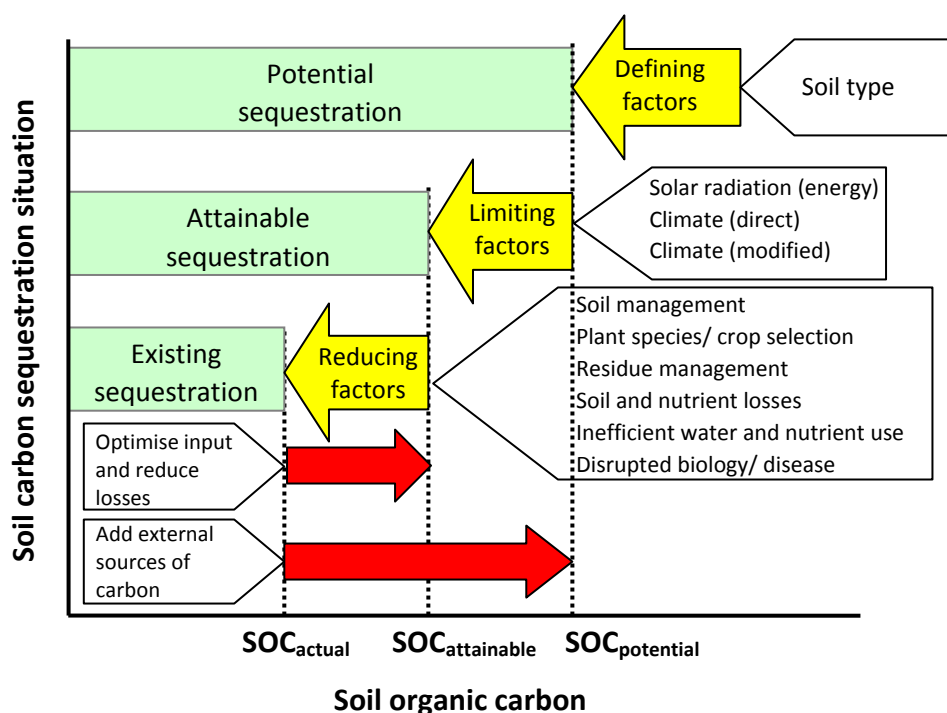 Soil carbon sequestration situation
Potential
sequestration
Defining
factors
Soil type
Attainable
sequestration
Limiting
factors
Solar radiation (energy)
Climate (direct)
Climate (modified)
Existing
sequestration
Reducing
factors
Soil management
Plant species/ crop selection
Residue management
Soil and nutrient losses
Inefficient water and nutrient use
Disrupted biology/ disease
Optimise input
and reduce
losses
Add external
sources of
carbon
SOCactual
SOCattainable
SOCpotential
Soil organic carbon